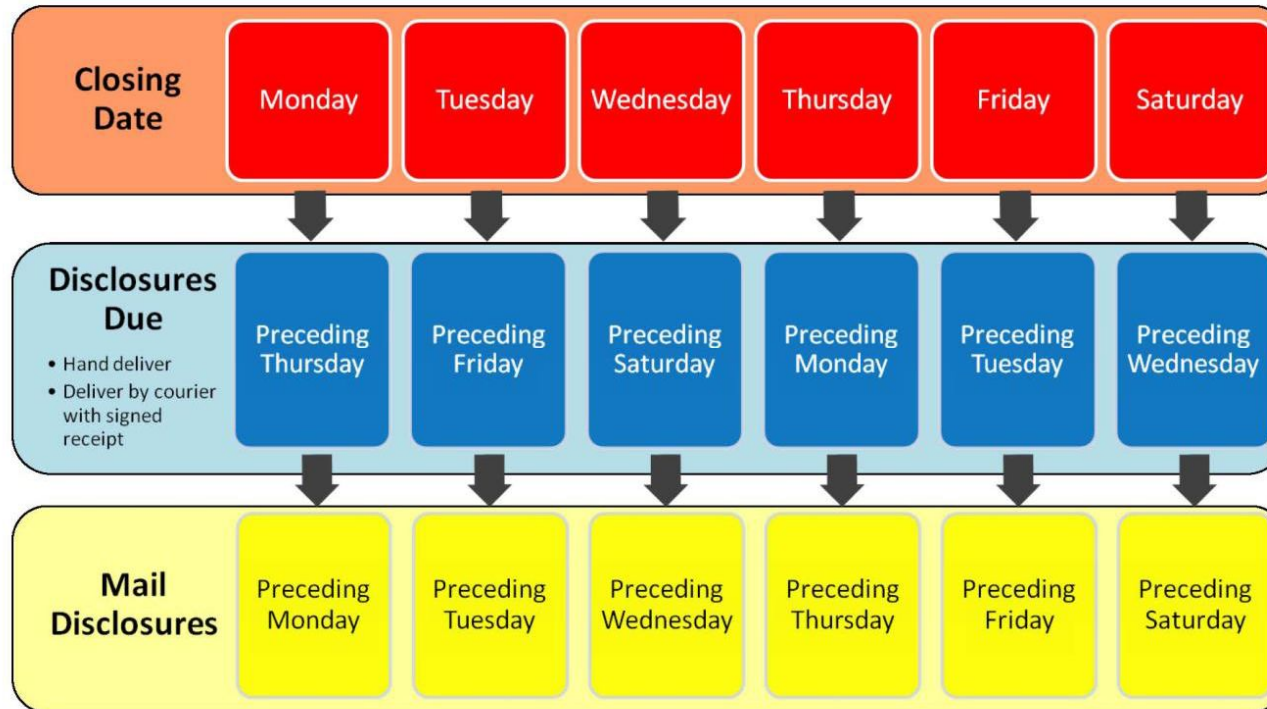 Closing
Date
Monday
Tuesday
Wednesday
Thursday
Friday
Saturday
Disclosures
Due
• Hand deliver
• Deliver by courier
with signed
receipt
Preceding
Thursday
Preceding
Friday
Preceding
Saturday
Preceding
Monday
Preceding
Tuesday
Preceding
Wednesday
Mail
Disclosures
Preceding
Monday
Preceding
Tuesday
Preceding
Wednesday
Preceding
Thursday
Preceding
Friday
Preceding
Saturday